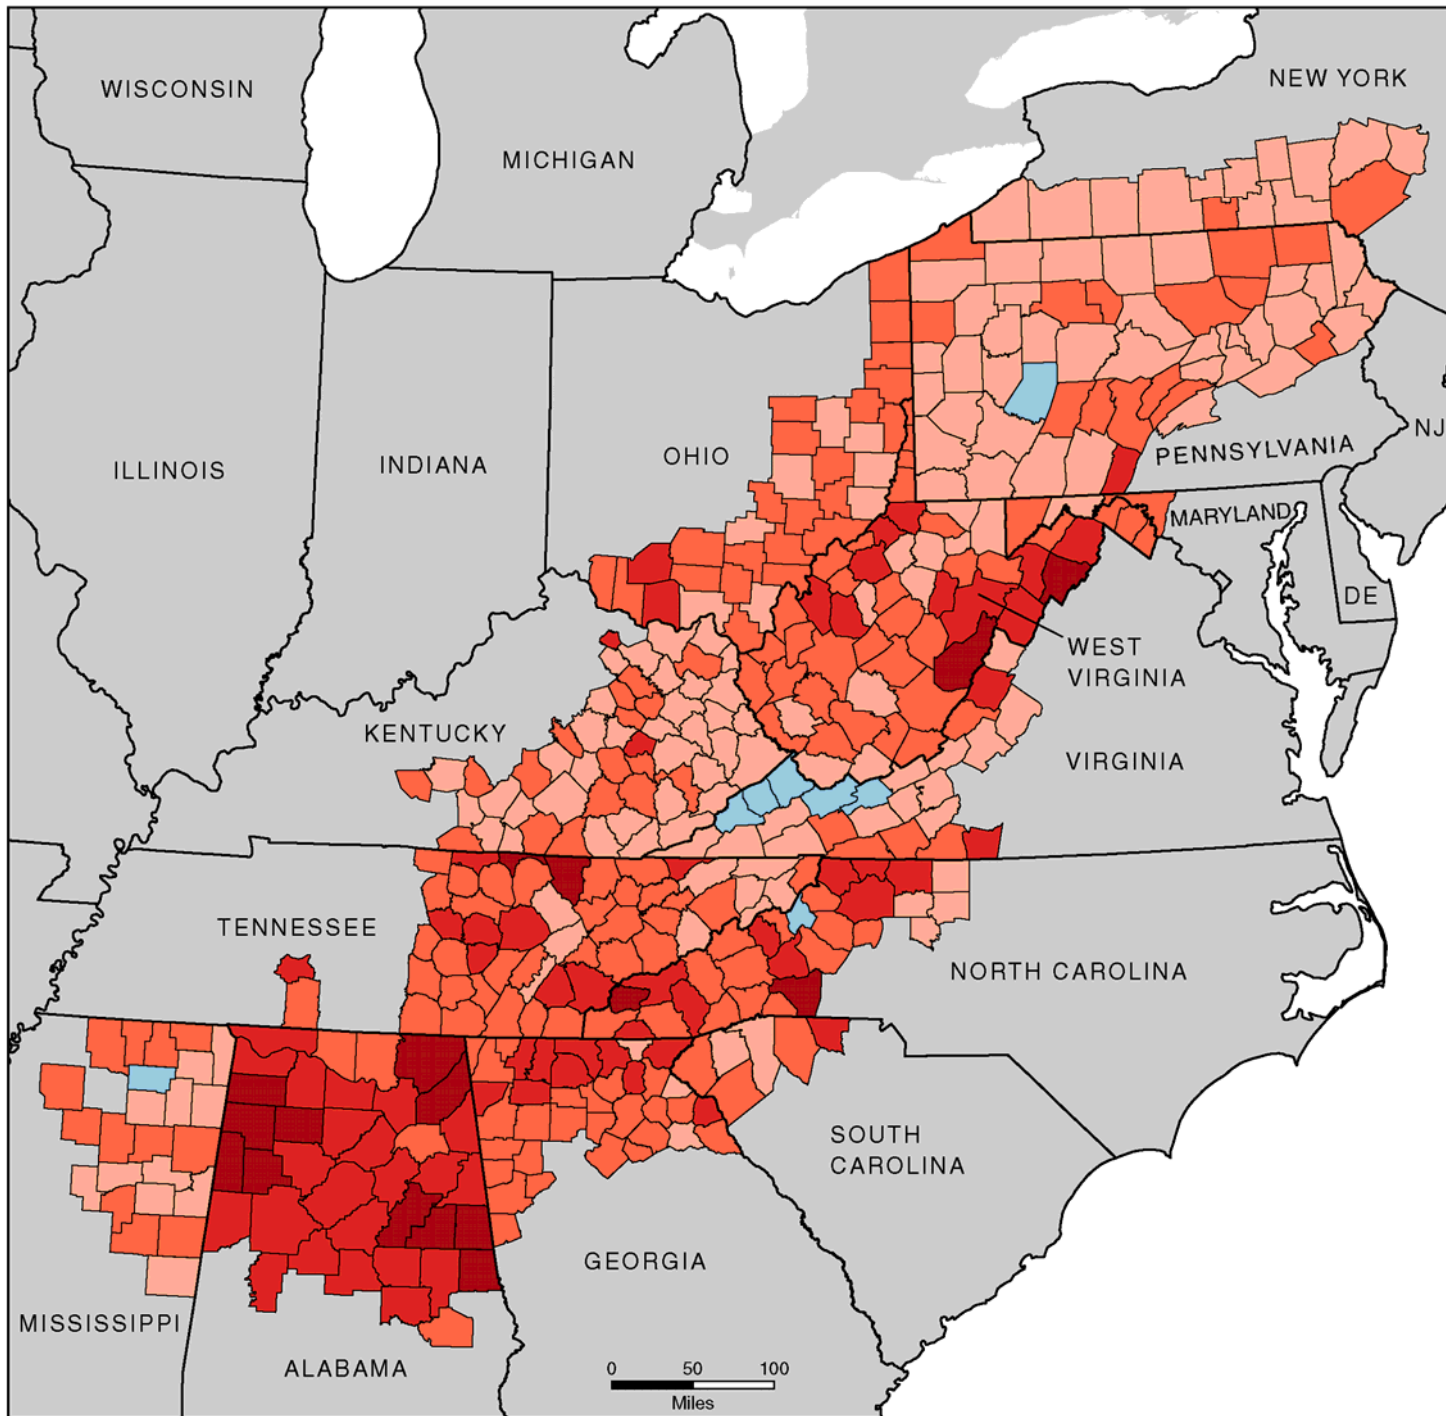 WISCONSIN
MICHIGAN
NEW YORK
ILLINOIS
INDIANA
OHIO
PENNSYLVANIA
NJ
MARYLAND
DE
WEST
VIRGINIA
KENTUCKY
VIRGINIA
TENNESSEE
NORTH CAROLINA
SOUTH
CAROLINA
GEORGIA
MISSISSIPPI
ALABAMA
0 50 100
Miles